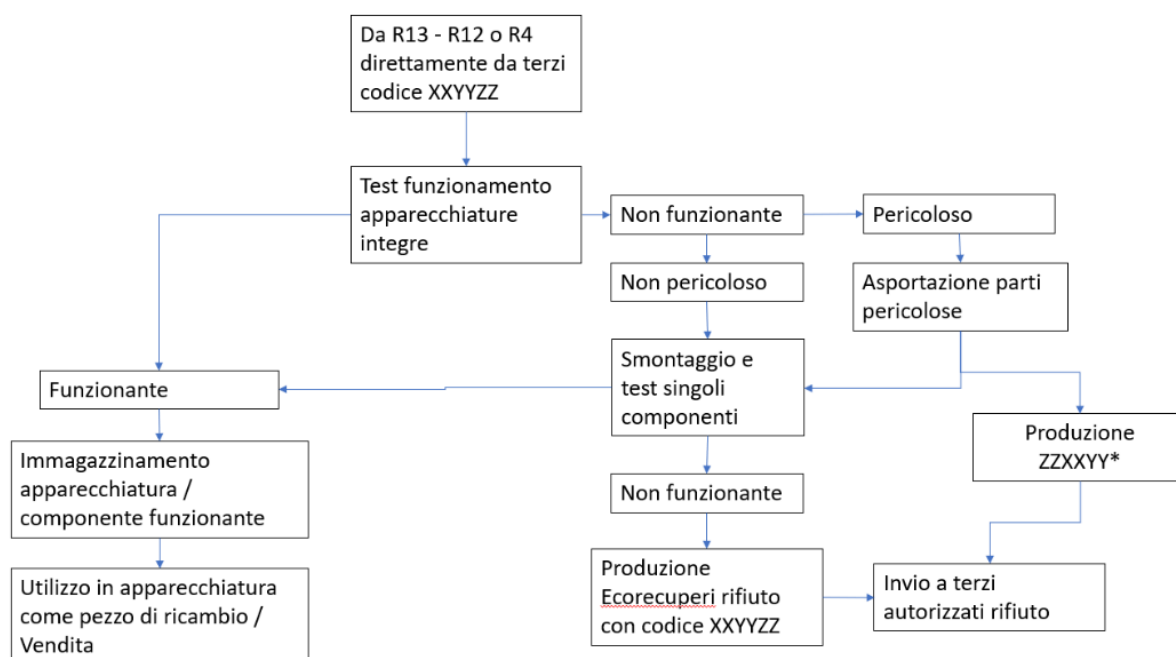 Da R13 - R12 o R4
direttamente da terzi
codice XXYYZZ
Test funzionamento
apparecchiature
integre
Non funzionante
Pericoloso
Non pericoloso
Asportazione parti
pericolose
Smontaggio e
test singoli
componenti
Funzionante
Produzione
ZZXXYY*
Immagazzinamento
apparecchiatura /
componente funzionante
Non funzionante
Utilizzo in apparecchiatura
come pezzo di ricambio /
Vendita
Produzione
Ecorecuperi rifiuto
con codice XXYYZZ
Invio a terzi
autorizzati rifiuto